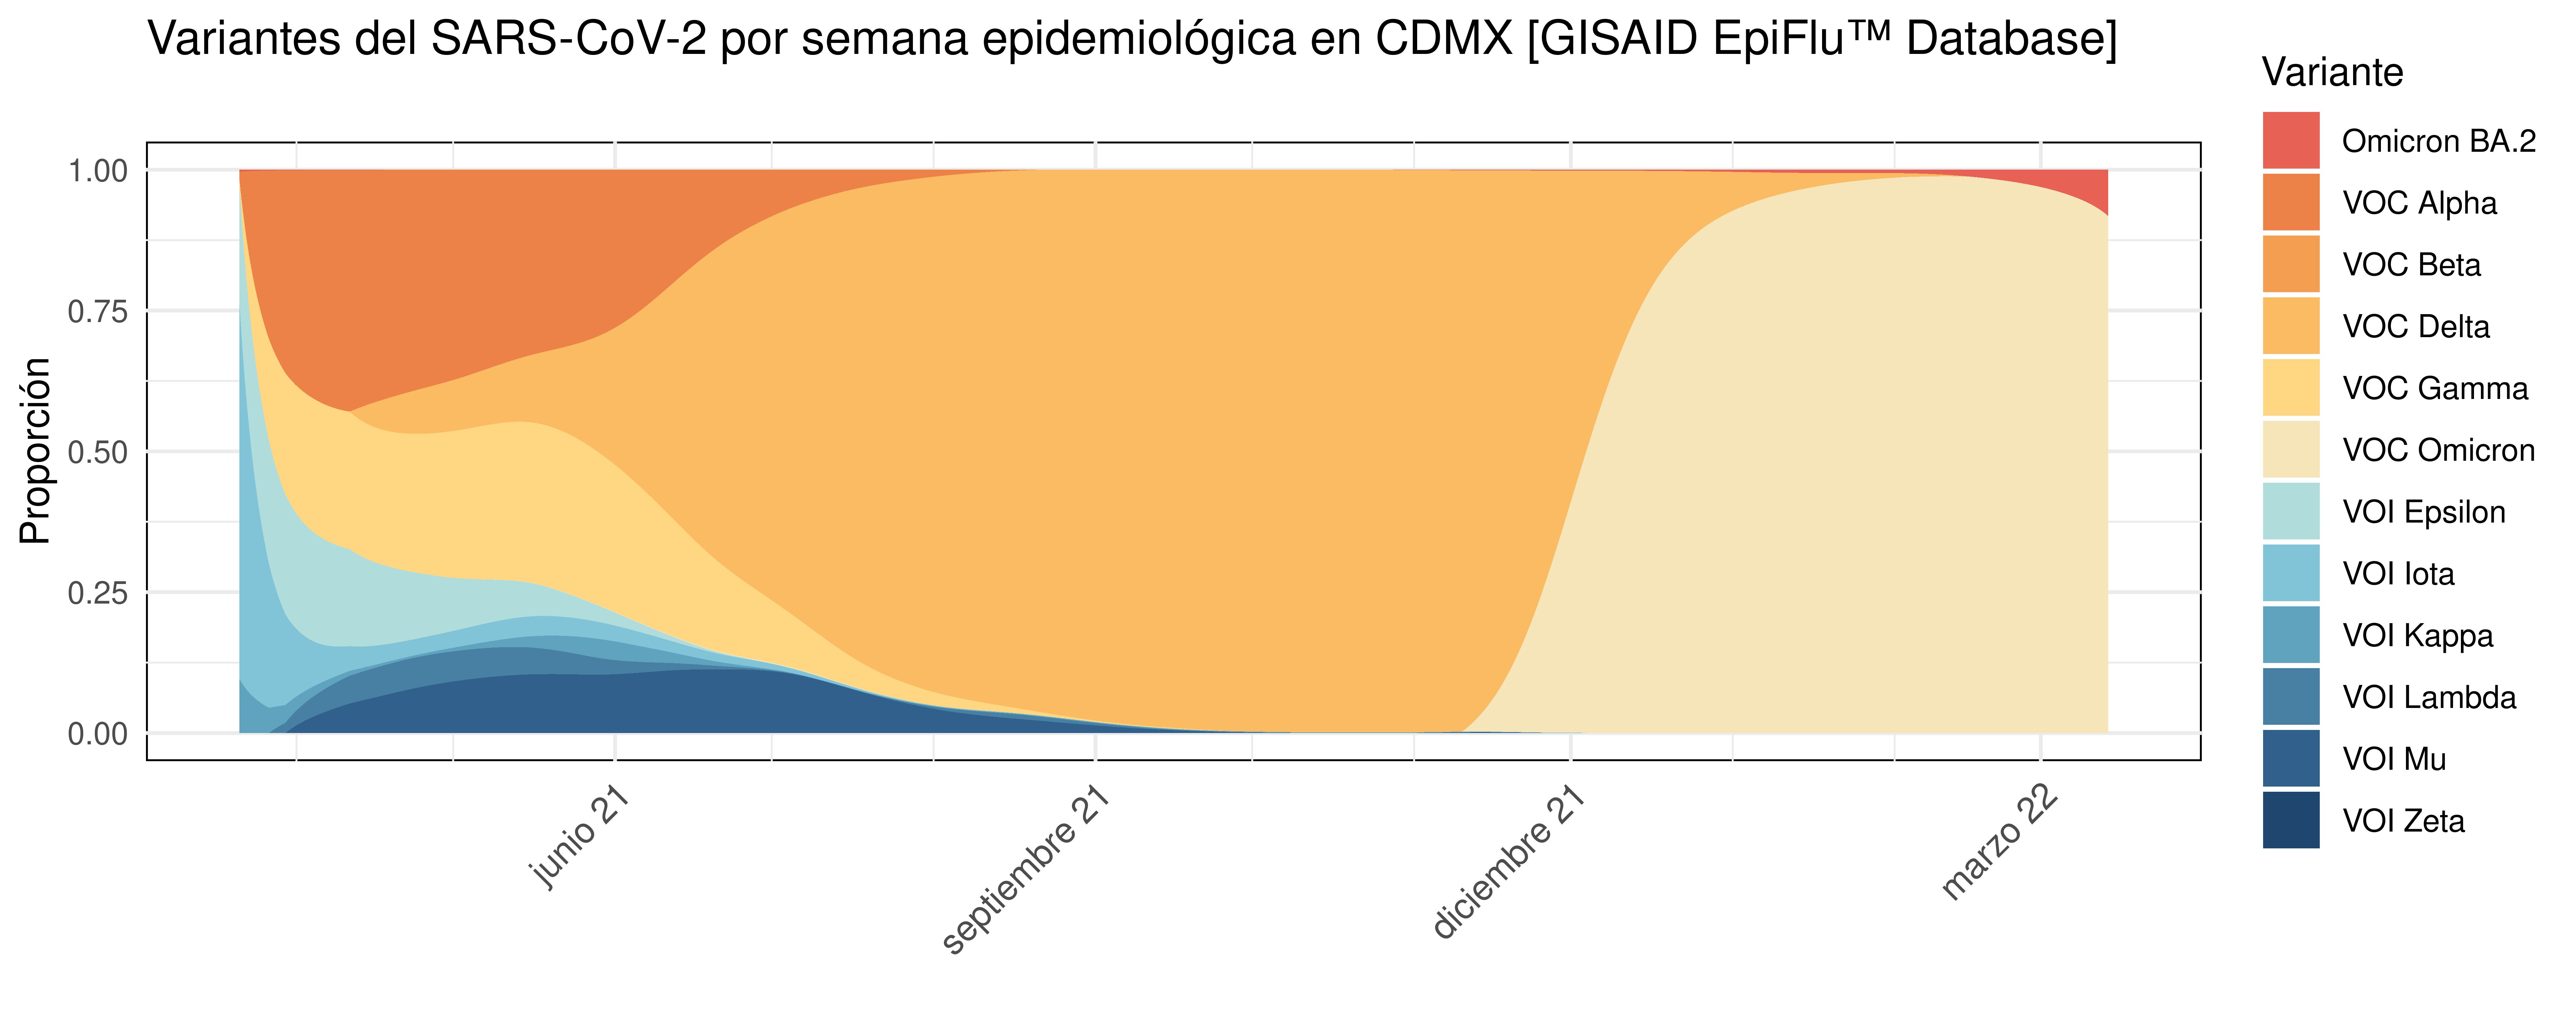 Variantes del SARS-CoV-2 por semana epidemiológica en CDMX [GISAID EpiFlu™ Database]
Proporción
1.00
0.75
0.50
0.25
0.00
junio 21
septiembre 21
diciembre 21
marzo 22
Variante
Omicron BA.2
VOC Alpha
VOC Beta
VOC Delta
VOC Gamma
VOC Omicron
VOI Epsilon
VOI Iota
VOI Kappa
VOI Lambda
VOI Mu
VOI Zeta